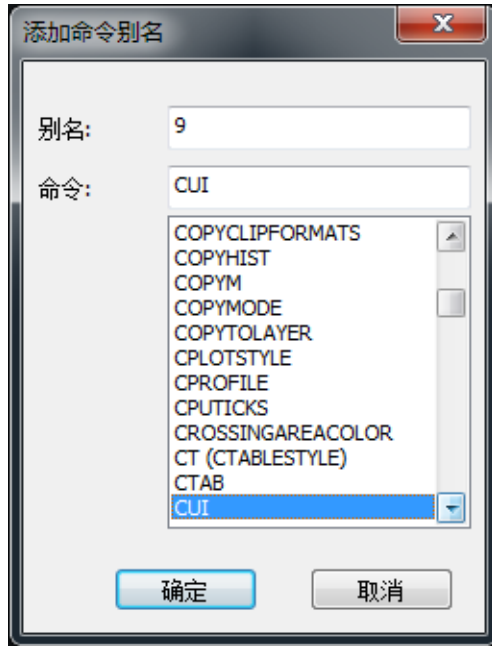 添加命令别名
别名: 9
命令: CUI
COPYCLIPFORMATS
COPYHIST
COPYM
COPYMODE
COPYTOLAYER
CPLOTSTYLE
CPROFILE
CPUTICKS
CROSSINGAREACOLOR
CT (CTABLESTYLE)
CTAB
CUI
确定 取消